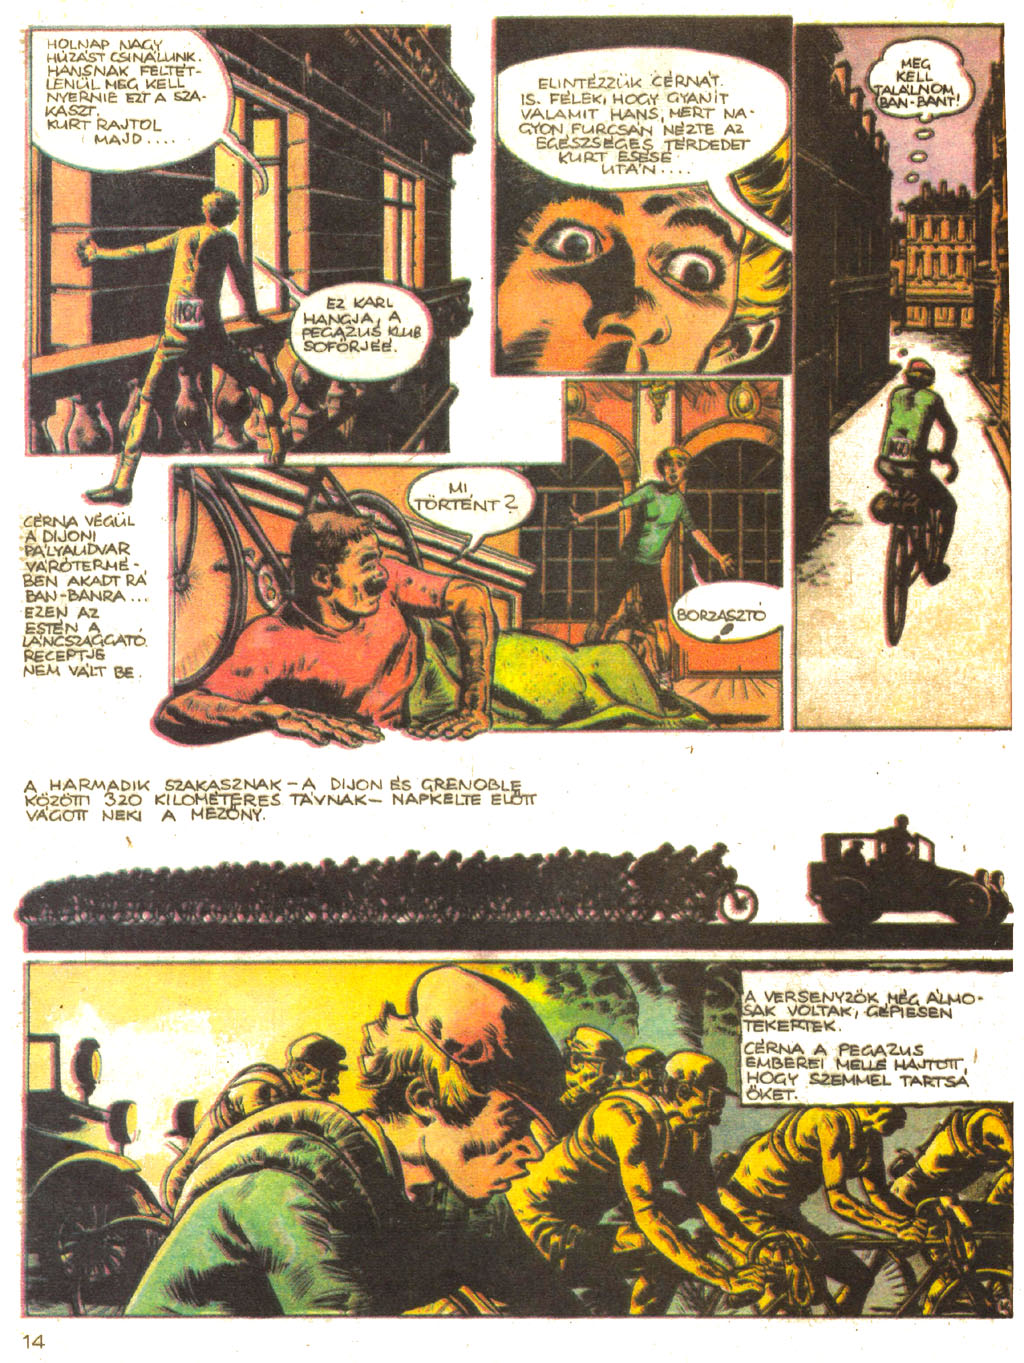 HOLNAP NAGY
HÚZÁST CSINÁLUNK.
HANSNAK FELTÉT-
LENÜL MEG KELL
NYERNIE EZT A SZA-
KASZT.
KURT RAJTOL
MAJD....
EZ KARL
HANGJA, A
PEGAZUS KLUB
SOFŐRJÉÉ.
ELINTÉZZÜK CÉRNÁT
IS. FÉLEK, HOGY GYANÍT
VALAMIT HANS, MERT NA-
GYON FURCSÁN NÉZTE AZ
EGÉSZSÉGES TÉRDEDET
KURT ESÉSE
UTÁN....
MEG
KELL
TALÁLNOM
BAN-BANT!
CÉRNA VÉGÜL
A DIJONI
PÁLYAUDVAR
VÁRÓTERMÉ-
BEN AKADT RÁ
BAN-BANRA...
EZEN AZ
ESTÉN A
LÁNCSZAGGATÓ
RECEPTJE
NEM VÁLT BE.
MI
TÖRTÉNT?
BORZASZTÓ
A HARMADIK SZAKASZNAK – A DIJON ÉS GRENOBLE
KÖZÖTTI 320 KILOMÉTERES TÁVNAK – NAPKELTE ELŐTT
VÁGOTT NEKI A MEZŐNY.
A VERSENYZŐK MÉG ÁLMO-
SAK VOLTAK, GÉPIESEN
TEKERTEK.
CÉRNA A PEGAZUS
EMBEREI MELLÉ HAJTOTT,
HOGY SZEMMEL TARTSA
ŐKET.
14